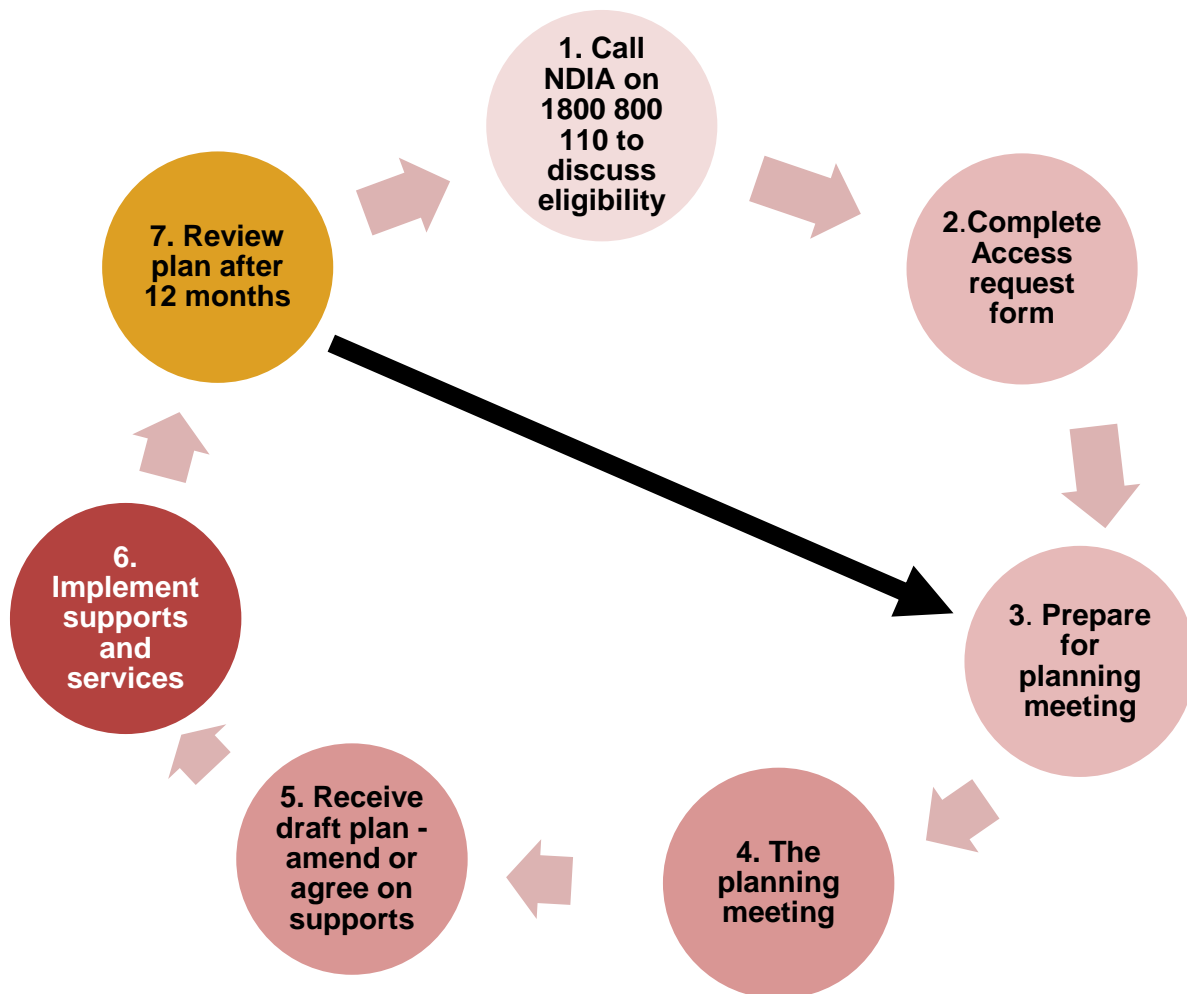 1. Call
NDIA on
1800 800
110 to
discuss
eligibility
2.Complete
Access
request
form
3. Prepare
for
planning
meeting
4. The
planning
meeting
5. Receive
draft plan -
amend or
agree on
supports
6.
Implement
supports
and
services
7. Review
plan after
12 months